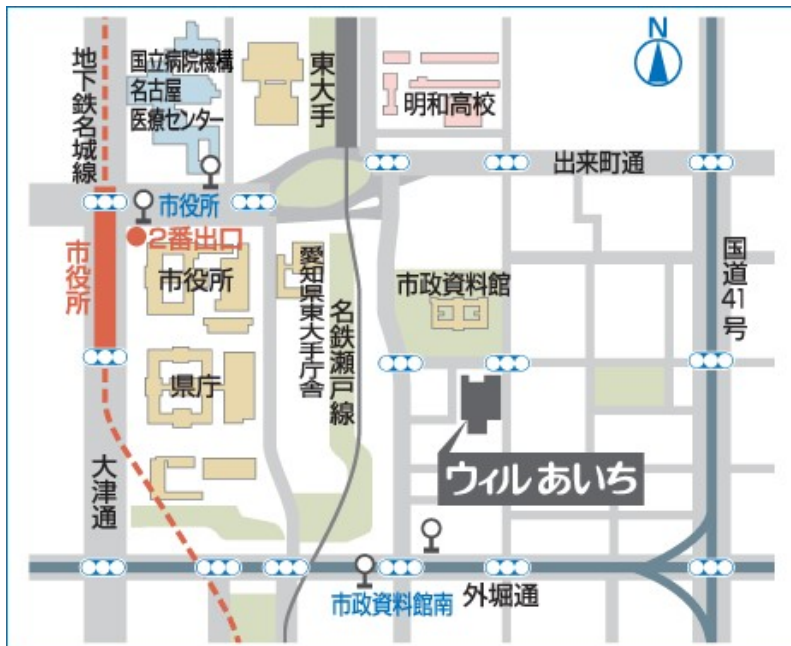 N
地下鉄名城線
国立病院機構
名古屋
医療センター
東大手
明和高校
出来町通
市役所
2番出口
市役所
市役所
愛知県東大手庁舎
名鉄瀬戸線
市政資料館
国道41号
県庁
大津通
ウィルあいち
市政資料館南
外堀通